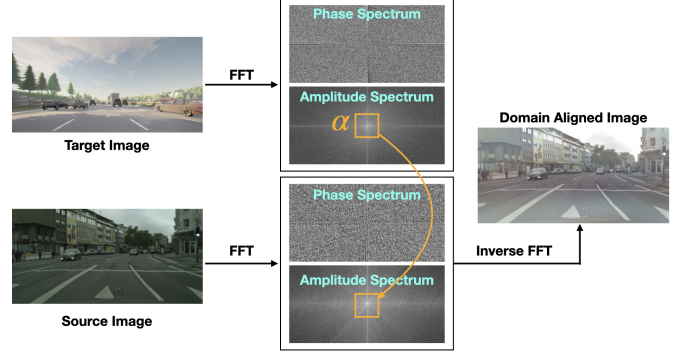 Phase Spectrum
FFT
Amplitude Spectrum
α
Target Image
Domain Aligned Image
Phase Spectrum
FFT
Amplitude Spectrum
Inverse FFT
Source Image